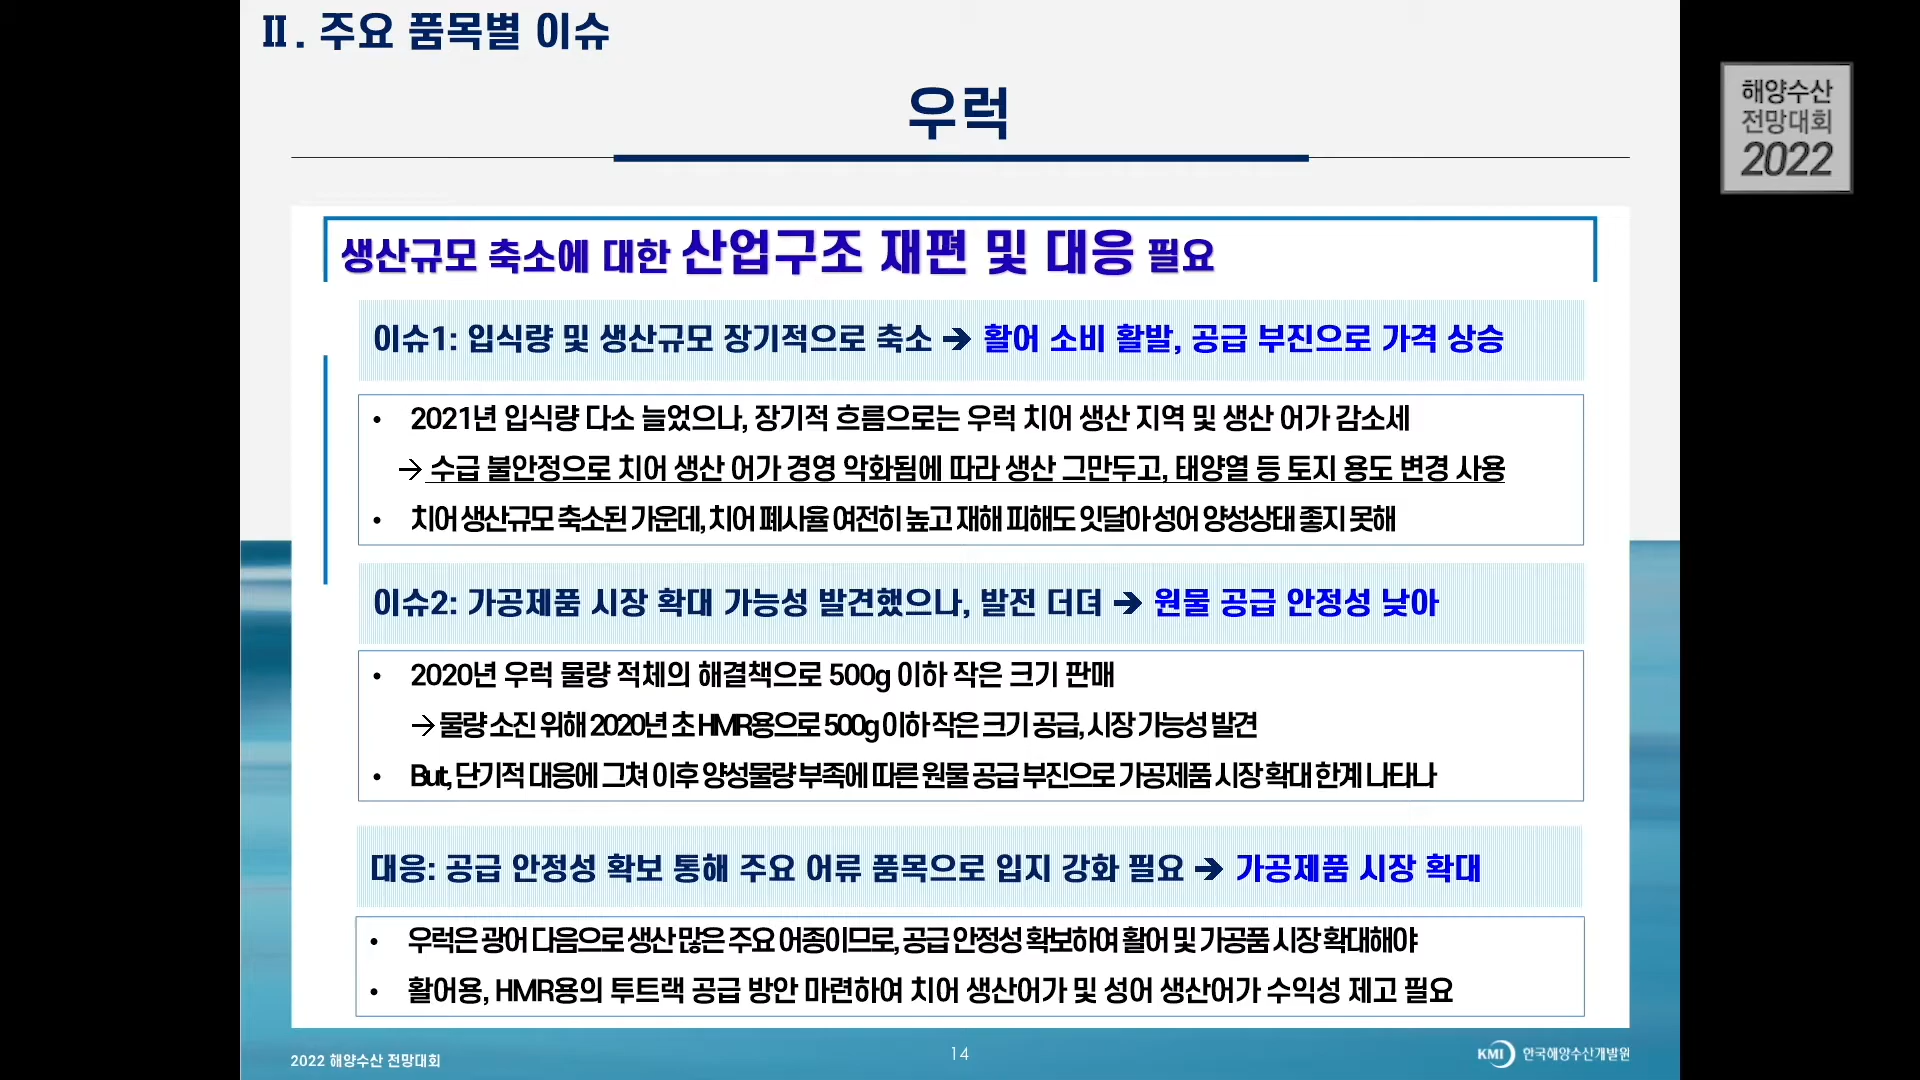 Ⅱ. 주요 품목별 이슈
우럭
해양수산
전망대회
2022
생산규모 축소에 대한 산업구조 재편 및 대응 필요
이슈1: 입식량 및 생산규모 장기적으로 축소 ➔ 활어 소비 활발, 공급 부진으로 가격 상승
• 2021년 입식량 다소 늘었으나, 장기적 흐름으로는 우럭 치어 생산 지역 및 생산 어가 감소세
→ 수급 불안정으로 치어 생산 어가 경영 악화됨에 따라 생산 그만두고, 태양열 등 토지 용도 변경 사용
• 치어 생산규모 축소된 가운데, 치어 폐사율 여전히 높고 재해 피해도 잇달아 성어 양성상태 좋지 못해
이슈2: 가공제품 시장 확대 가능성 발견했으나, 발전 더뎌 ➔ 원물 공급 안정성 낮아
• 2020년 우럭 물량 적체의 해결책으로 500g 이하 작은 크기 판매
→ 물량 소진 위해 2020년 초 HMR용으로 500g 이하 작은 크기 공급, 시장 가능성 발견
• But, 단기적 대응에 그쳐 이후 양성물량 부족에 따른 원물 공급 부진으로 가공제품 시장 확대 한계 나타나
대응: 공급 안정성 확보 통해 주요 어류 품목으로 입지 강화 필요 ➔ 가공제품 시장 확대
• 우럭은 광어 다음으로 생산 많은 주요 어종이므로, 공급 안정성 확보하여 활어 및 가공품 시장 확대해야
• 활어용, HMR용의 투트랙 공급 방안 마련하여 치어 생산어가 및 성어 생산어가 수익성 제고 필요
2022 해양수산 전망대회
14
KMI 한국해양수산개발원